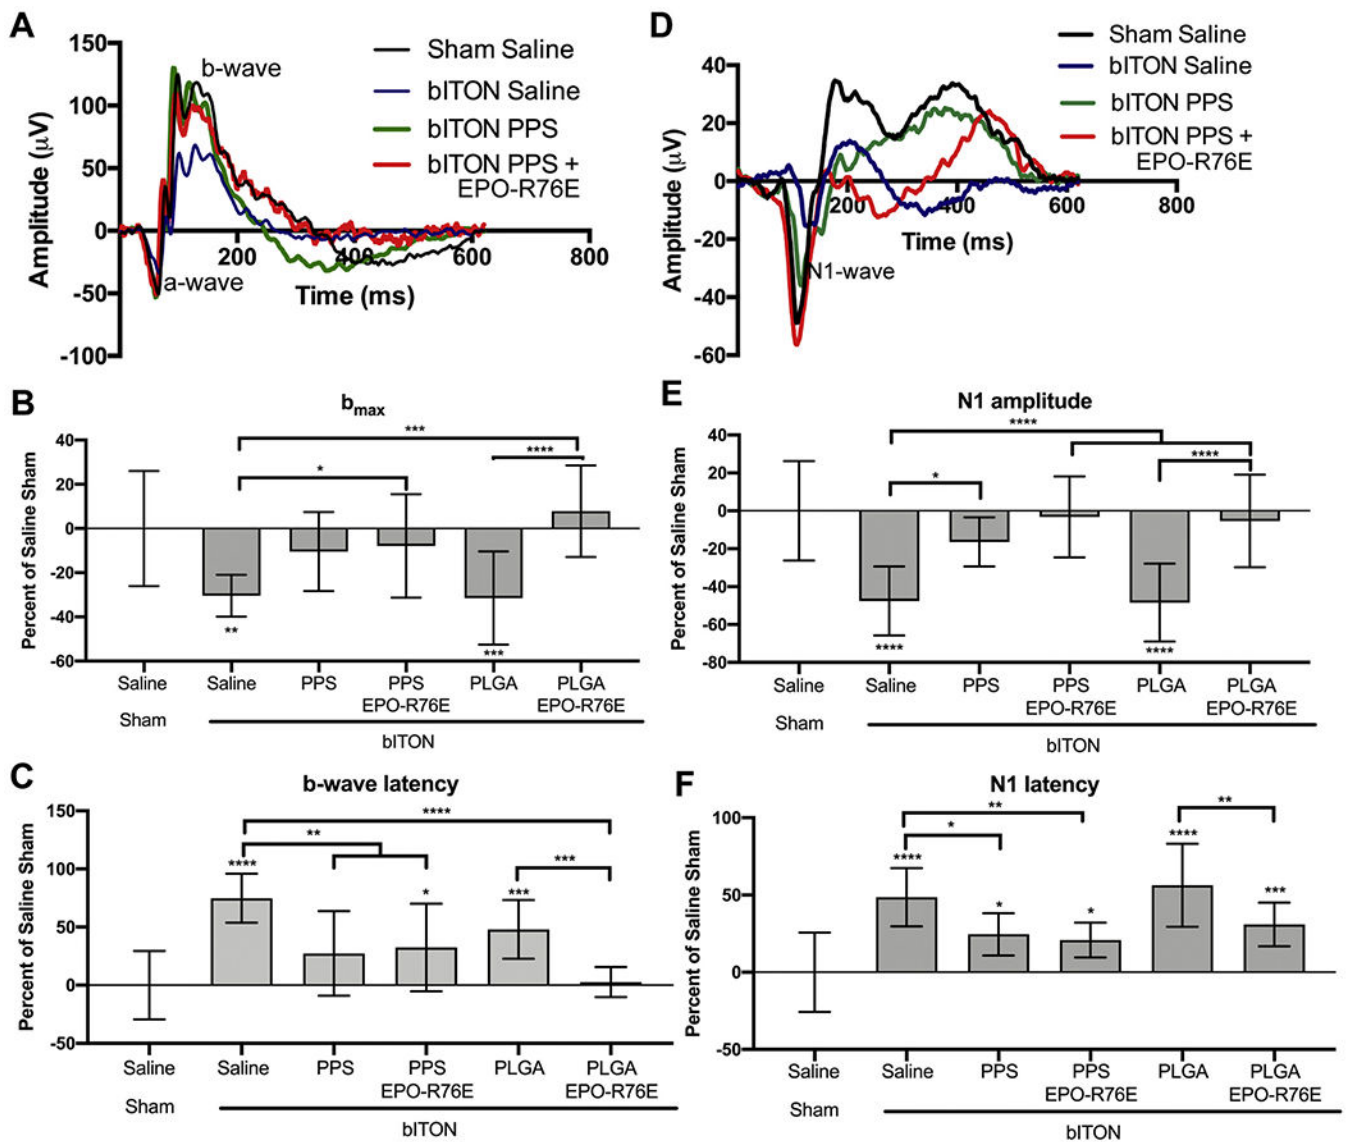 A
150
100
50
0
-50
-100
Amplitude (µV)
b-wave
a-wave
Sham Saline
bITON Saline
bITON PPS
bITON PPS +
EPO-R76E
200
400
600
800
Time (ms)
D
40
20
0
-20
-40
-60
Amplitude (µV)
Sham Saline
bITON Saline
bITON PPS
bITON PPS +
EPO-R76E
200
400
600
800
Time (ms)
N1-wave
B
bmax
Percent of Saline Sham
40
20
0
-20
-40
-60
***
*
****
**
***
Saline
Saline
PPS
PPS
PLGA
PLGA
EPO-R76E
EPO-R76E
Sham
bITON
E
N1 amplitude
Percent of Saline Sham
40
20
0
-20
-40
-60
-80
****
*
****
****
****
Saline
Saline
PPS
PPS
PLGA
PLGA
EPO-R76E
EPO-R76E
Sham
bITON
C
b-wave latency
Percent of Saline Sham
150
100
50
0
-50
****
**
***
****
*
***
Saline
Saline
PPS
PPS
PLGA
PLGA
EPO-R76E
EPO-R76E
Sham
bITON
F
N1 latency
Percent of Saline Sham
100
50
0
-50
**
*
**
****
*
*
****
***
Saline
Saline
PPS
PPS
PLGA
PLGA
EPO-R76E
EPO-R76E
Sham
bITON